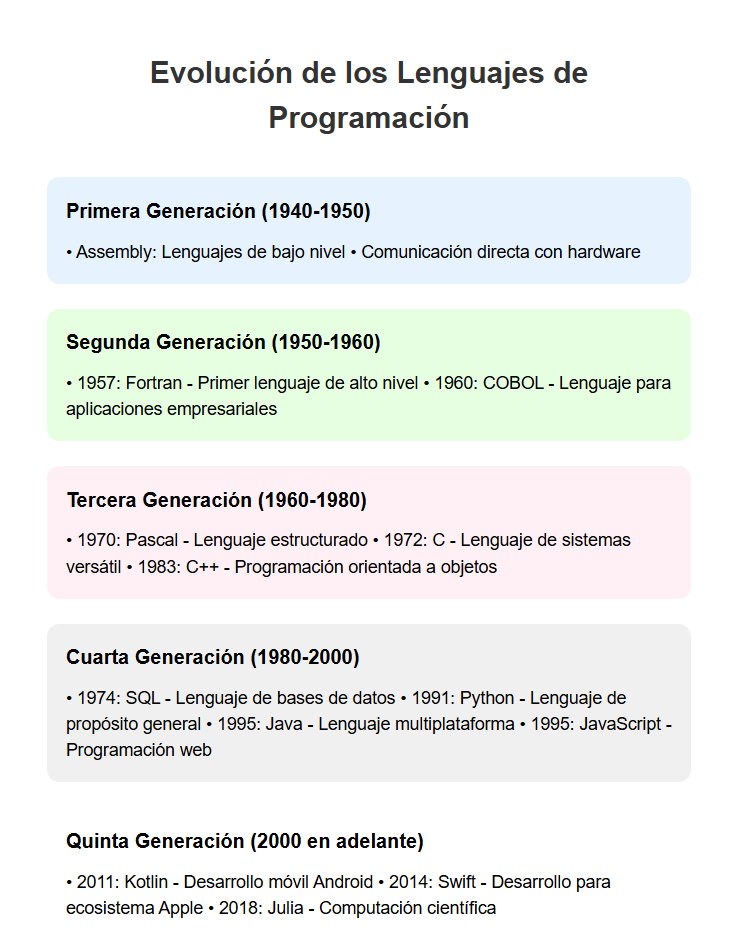 Evolución de los Lenguajes de
Programación
Primera Generación (1940-1950)
• Assembly: Lenguajes de bajo nivel • Comunicación directa con hardware
Segunda Generación (1950-1960)
• 1957: Fortran - Primer lenguaje de alto nivel • 1960: COBOL - Lenguaje para
aplicaciones empresariales
Tercera Generación (1960-1980)
• 1970: Pascal - Lenguaje estructurado • 1972: C - Lenguaje de sistemas
versátil • 1983: C++ - Programación orientada a objetos
Cuarta Generación (1980-2000)
• 1974: SQL - Lenguaje de bases de datos • 1991: Python - Lenguaje de
propósito general • 1995: Java - Lenguaje multiplataforma • 1995: JavaScript -
Programación web
Quinta Generación (2000 en adelante)
• 2011: Kotlin - Desarrollo móvil Android • 2014: Swift - Desarrollo para
ecosistema Apple • 2018: Julia - Computación científica